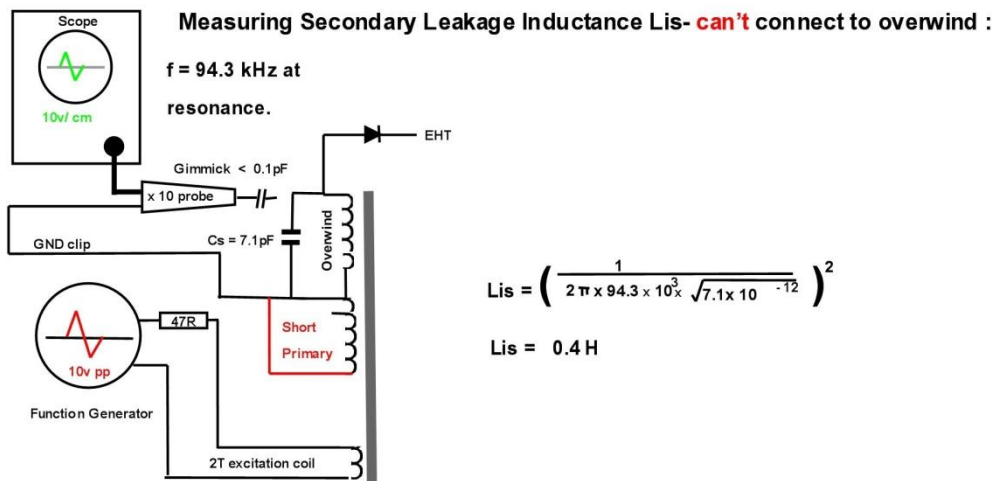 Measuring Secondary Leakage Inductance Lis- can't connect to overwind :
Scope
10v/ cm
f = 94.3 kHz at
resonance.
EHT
Gimmick < 0.1pF
x 10 probe
GND clip
Cs = 7.1pF
Overwind
Lis = ( 1 / 2 π x 94.3 x 10³x √7.1x 10 ⁻¹² )²
47R
Short
Primary
10v pp
Lis = 0.4 H
Function Generator
2T excitation coil